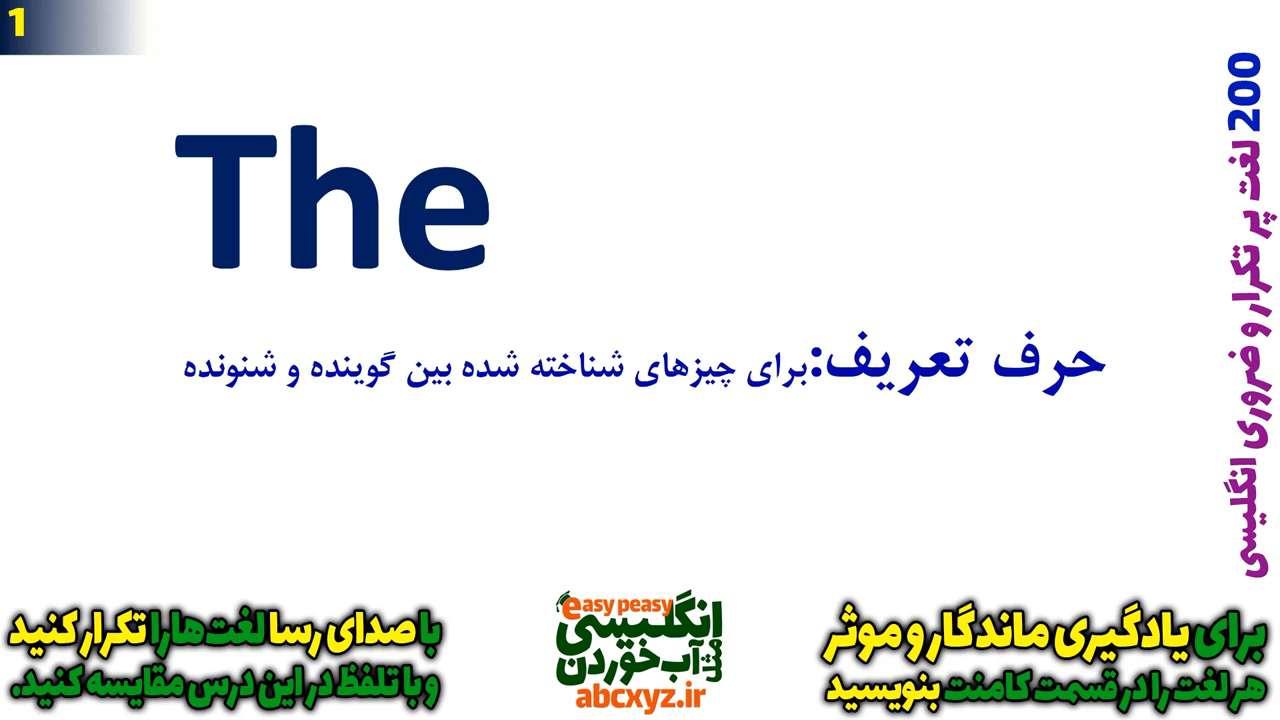 1
The
حرف تعریف:برای چیزهای شناخته شده بین گوینده و شنونده
200 لغت پر تکرار و ضروری انگلیسی
برای یادگیری ماندگار و موثر
هر لغت را در قسمت کامنت بنویسید
easy peasy
انگلیسی
مثل آب خوردن
abcxyz.ir
با صدای رسا لغت‌ها را تکرار کنید
و با تلفظ در این درس مقایسه کنید.